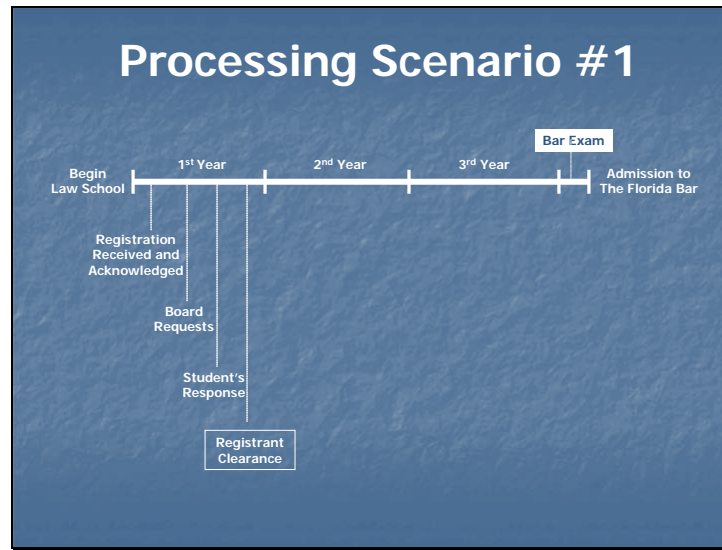 Processing Scenario #1
Bar Exam
1st Year
2nd Year
3rd Year
Begin
Law School
Admission to
The Florida Bar
Registration
Received and
Acknowledged
Board
Requests
Student's
Response
Registrant
Clearance